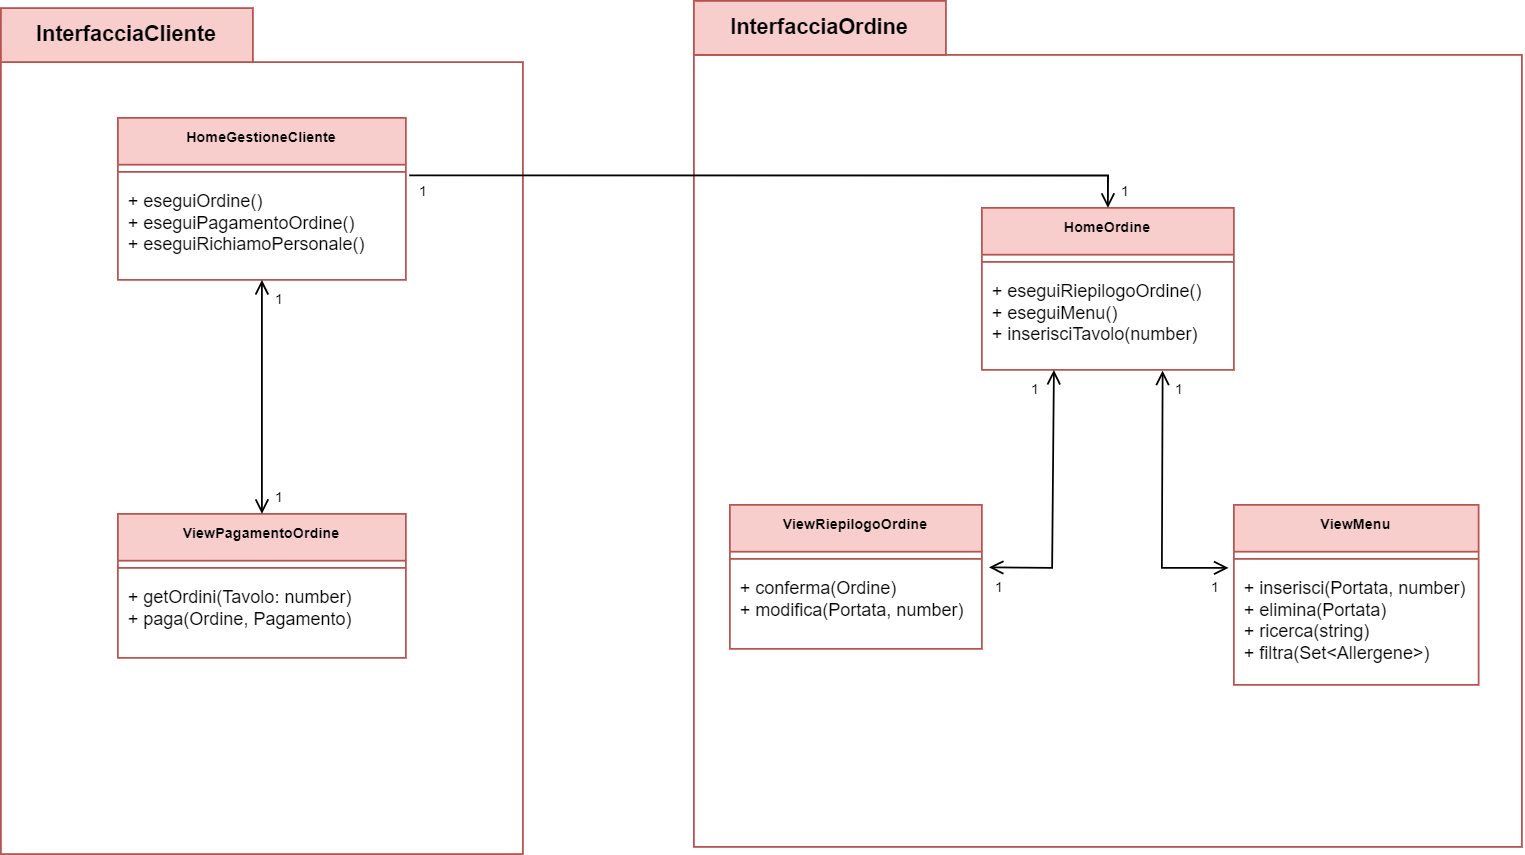 InterfacciaCliente
HomeGestioneCliente
+ eseguiOrdine()
+ eseguiPagamentoOrdine()
+ eseguiRichiamoPersonale()
1
1
1
ViewPagamentoOrdine
+ getOrdini(Tavolo: number)
+ paga(Ordine, Pagamento)
InterfacciaOrdine
1
HomeOrdine
+ eseguiRiepilogoOrdine()
+ eseguiMenu()
+ inserisciTavolo(number)
1
1
ViewRiepilogoOrdine
+ conferma(Ordine)
+ modifica(Portata, number)
1
1
ViewMenu
+ inserisci(Portata, number)
+ elimina(Portata)
+ ricerca(string)
+ filtra(Set<Allergene>)